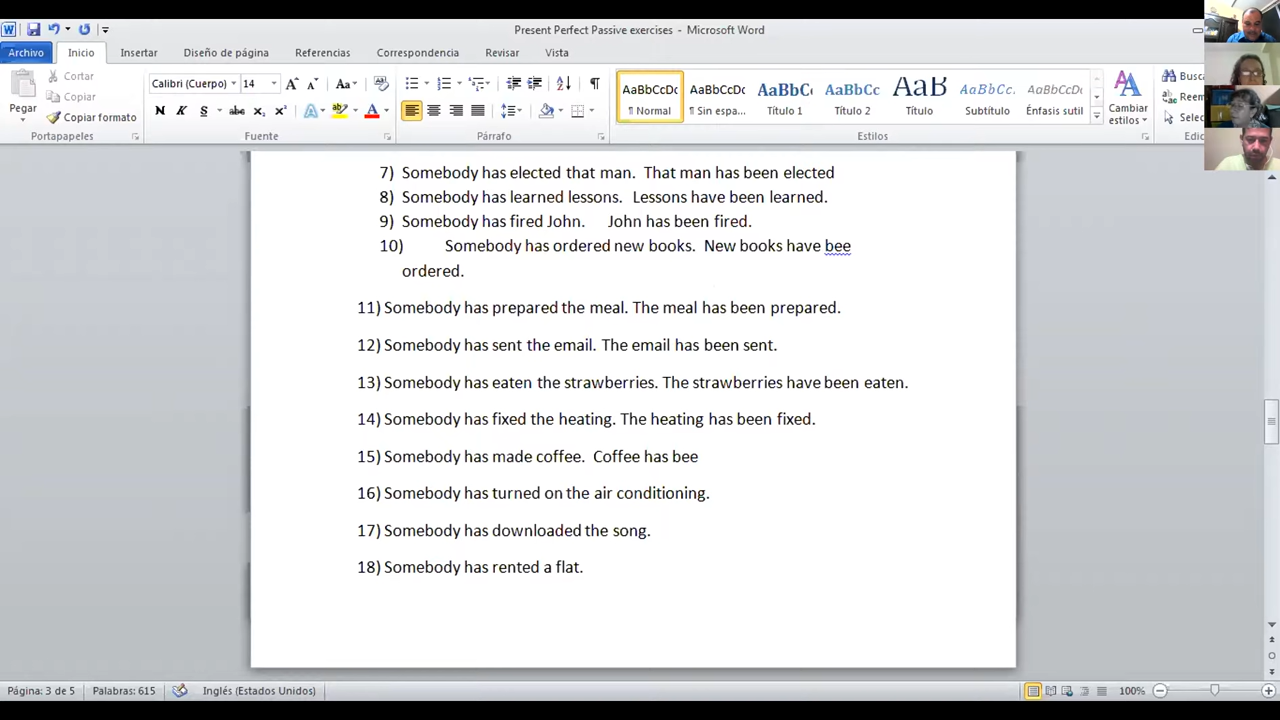 Present Perfect Passive exercises - Microsoft Word
Archivo Inicio Insertar Diseño de página Referencias Correspondencia Revisar Vista
Pegar
Cortar
Copiar
Copiar formato
Portapapeles
Calibri (Cuerpo) 14
Fuente
Párrafo
AaBbCcDc AaBbCcDc AaBbC AaBbCc AaB AaBbCc. AaBbCcDc
¶ Normal ¶ Sin espa... Título 1 Título 2 Título Subtítulo Énfasis sutil
Cambiar estilos
Estilos
Busca
Reem
Selec
Edic
7) Somebody has elected that man. That man has been elected
8) Somebody has learned lessons. Lessons have been learned.
9) Somebody has fired John. John has been fired.
10) Somebody has ordered new books. New books have bee
ordered.
11) Somebody has prepared the meal. The meal has been prepared.
12) Somebody has sent the email. The email has been sent.
13) Somebody has eaten the strawberries. The strawberries have been eaten.
14) Somebody has fixed the heating. The heating has been fixed.
15) Somebody has made coffee. Coffee has bee
16) Somebody has turned on the air conditioning.
17) Somebody has downloaded the song.
18) Somebody has rented a flat.
Página: 3 de 5 Palabras: 615 Inglés (Estados Unidos) 100%